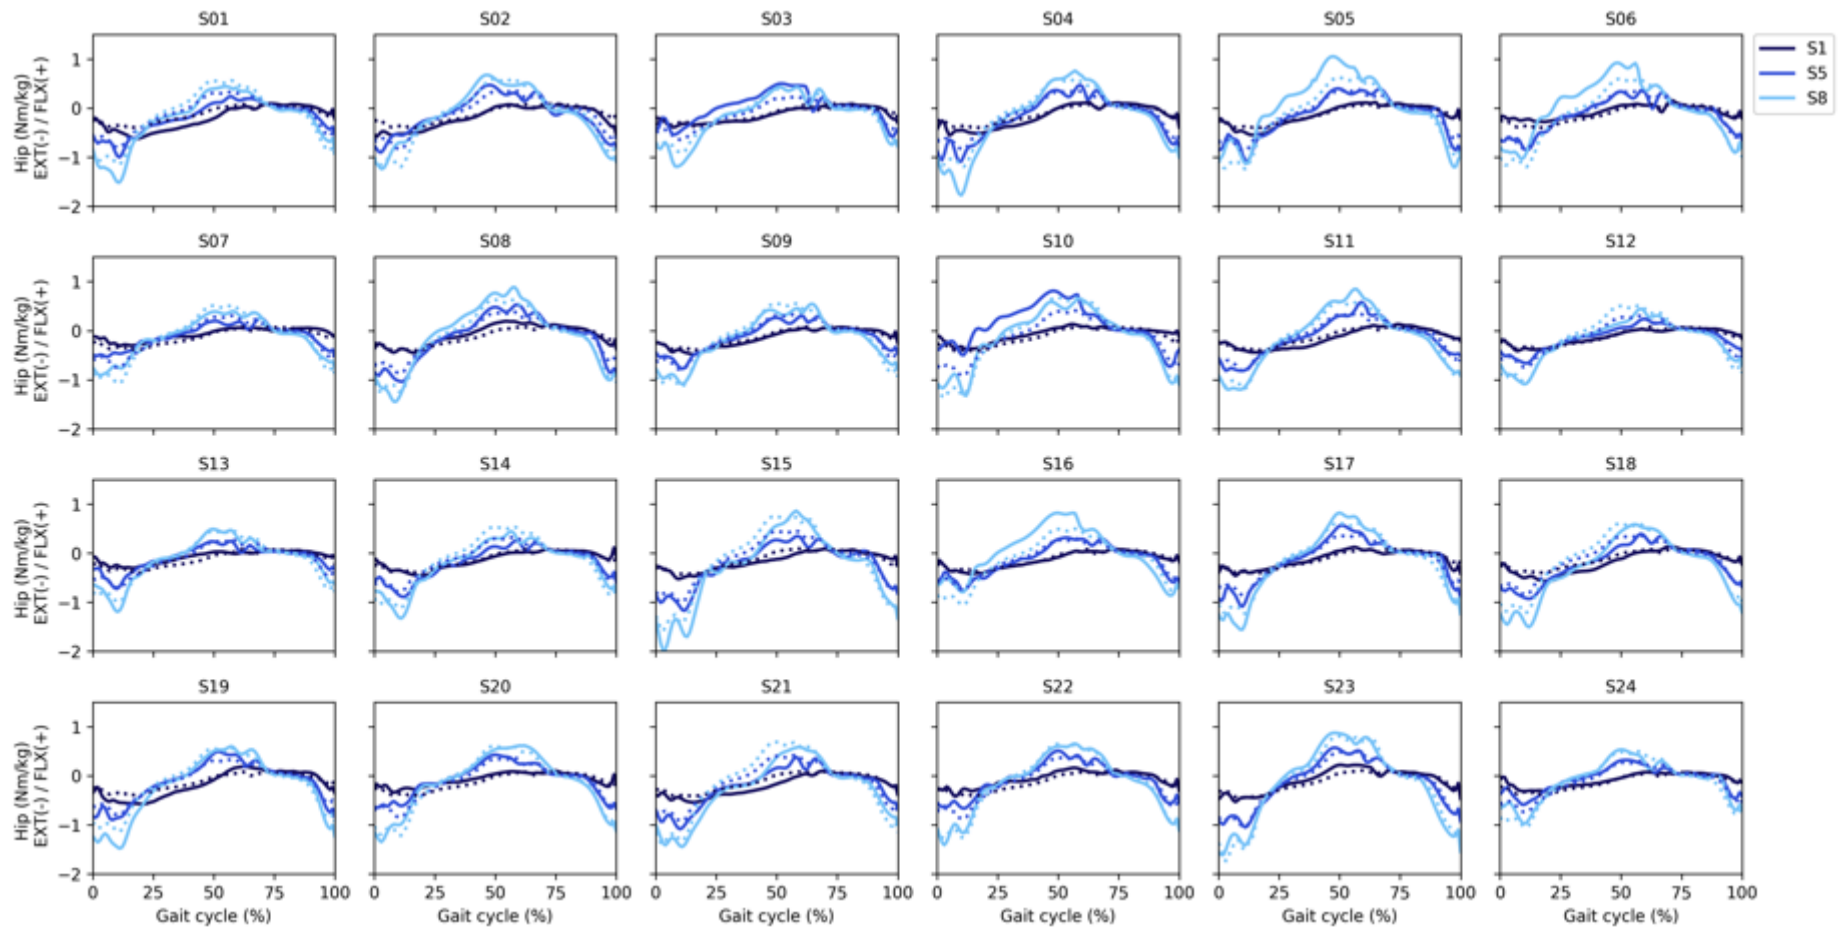 S01 S02 S03 S04 S05 S06
S1
S5
S8
Hip (Nm/kg)
EXT(-) / FLX(+)
1
0
−1
−2
0 25 50 75 100
S07 S08 S09 S10 S11 S12
Hip (Nm/kg)
EXT(-) / FLX(+)
1
0
−1
−2
S13 S14 S15 S16 S17 S18
Hip (Nm/kg)
EXT(-) / FLX(+)
1
0
−1
−2
S19 S20 S21 S22 S23 S24
Hip (Nm/kg)
EXT(-) / FLX(+)
1
0
−1
−2
0 25 50 75 100 0 25 50 75 100 0 25 50 75 100 0 25 50 75 100 0 25 50 75 100 0 25 50 75 100
Gait cycle (%) Gait cycle (%) Gait cycle (%) Gait cycle (%) Gait cycle (%) Gait cycle (%)